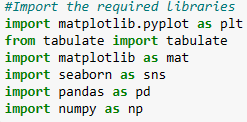 #Import the required libraries
import matplotlib.pyplot as plt
from tabulate import tabulate
import matplotlib as mat
import seaborn as sns
import pandas as pd
import numpy as np